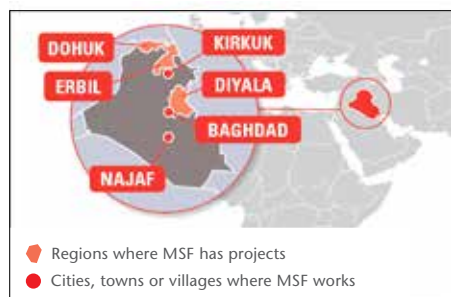 DOHUK
KIRKUK
ERBIL
DIYALA
BAGHDAD
NAJAF
Regions where MSF has projects
Cities, towns or villages where MSF works